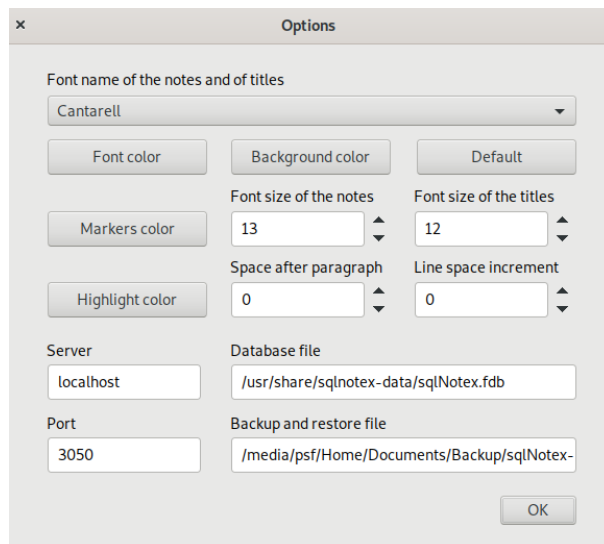 Options
Font name of the notes and of titles
Cantarell
Font color Background color Default
Font size of the notes Font size of the titles
Markers color 13 12
Space after paragraph Line space increment
Highlight color 0 0
Server Database file
localhost /usr/share/sqlnotex-data/sqlNotex.fdb
Port Backup and restore file
3050 /media/psf/Home/Documents/Backup/sqlNotex-
OK